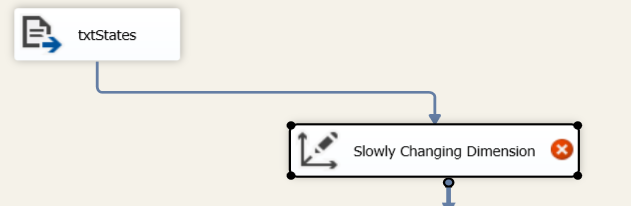 txtStates
Slowly Changing Dimension